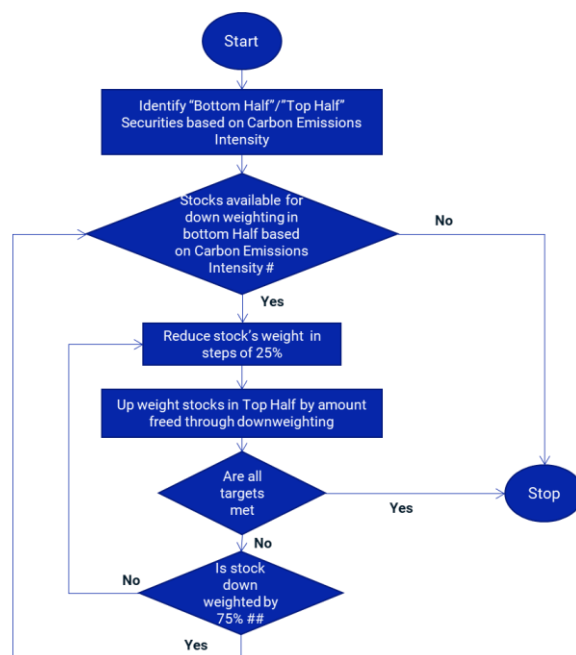 Start
Identify “Bottom Half”/”Top Half”
Securities based on Carbon Emissions
Intensity
Stocks available for
down weighting in
bottom Half based
on Carbon Emissions
Intensity #
No
Yes
Reduce stock's weight in
steps of 25%
Up weight stocks in Top Half by amount
freed through downweighting
Are all
targets
met
Yes
Stop
No
Is stock
down
weighted by
75% ##
No
Yes